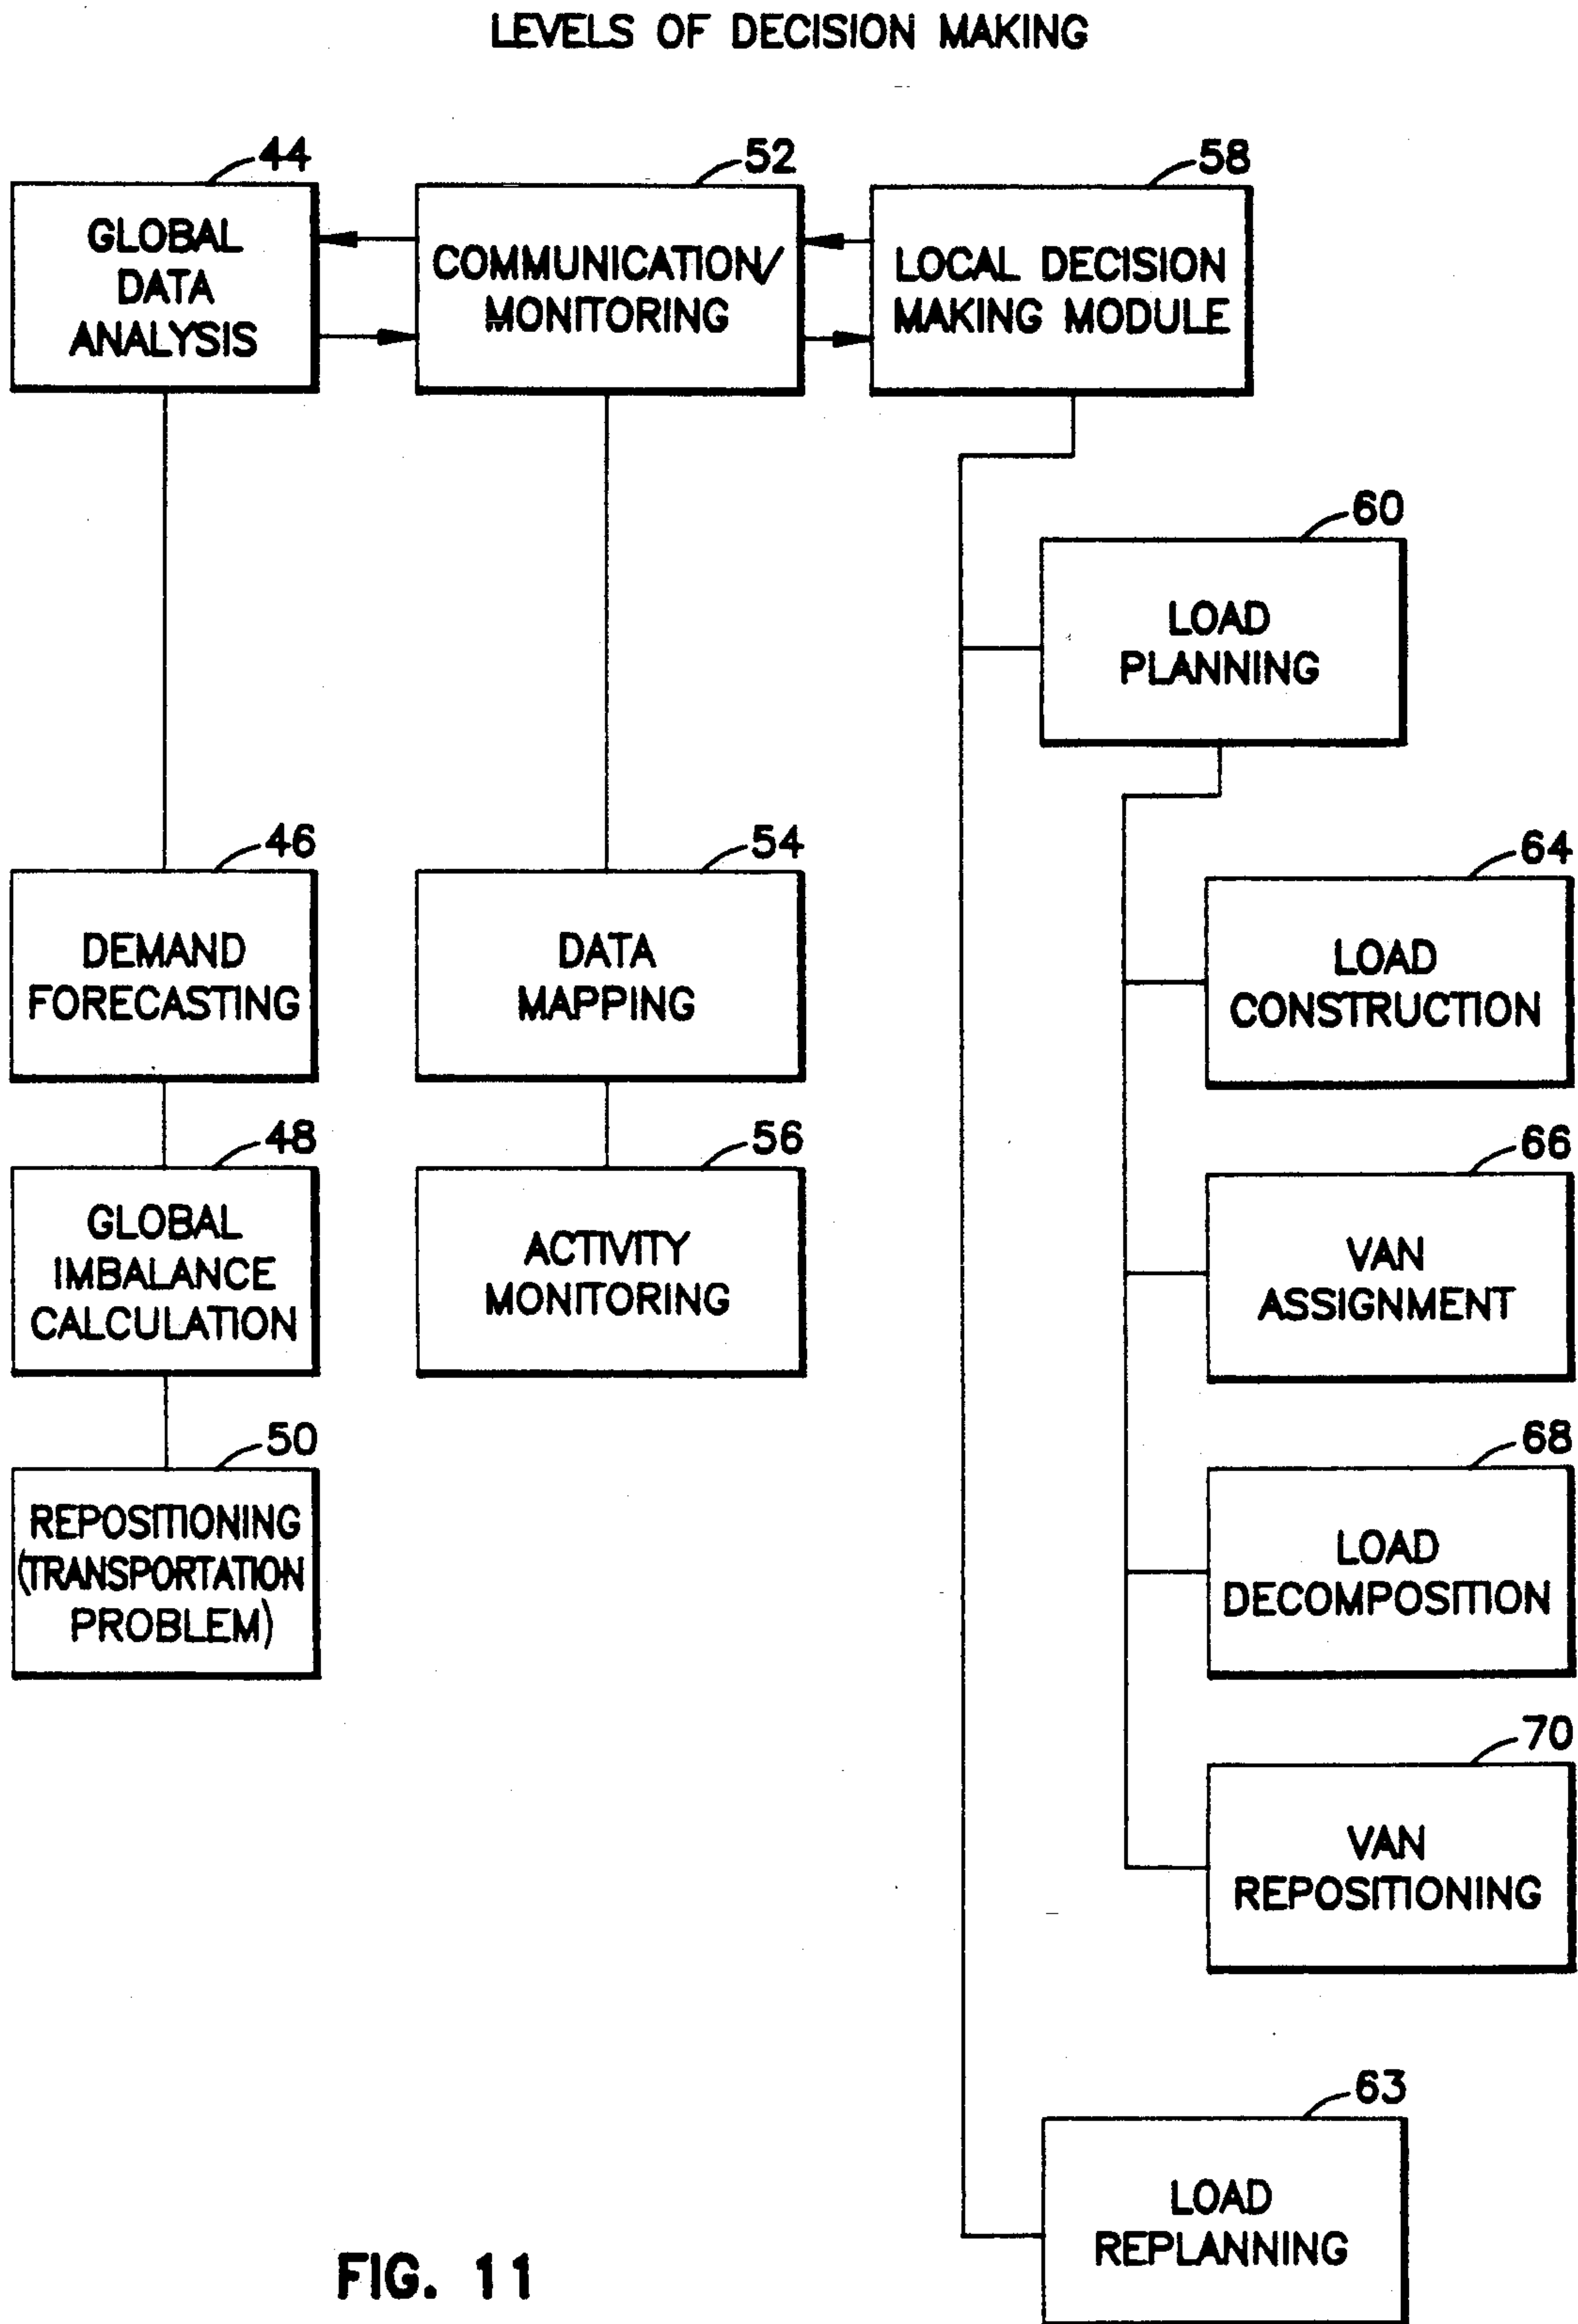 LEVELS OF DECISION MAKING
44
GLOBAL
DATA
ANALYSIS
52
COMMUNICATION/
MONITORING
58
LOCAL DECISION
MAKING MODULE
60
LOAD
PLANNING
46
DEMAND
FORECASTING
54
DATA
MAPPING
64
LOAD
CONSTRUCTION
48
GLOBAL
IMBALANCE
CALCULATION
56
ACTIVITY
MONITORING
66
VAN
ASSIGNMENT
50
REPOSITIONING
(TRANSPORTATION
PROBLEM)
68
LOAD
DECOMPOSITION
70
VAN
REPOSITIONING
63
LOAD
REPLANNING
FIG. 11